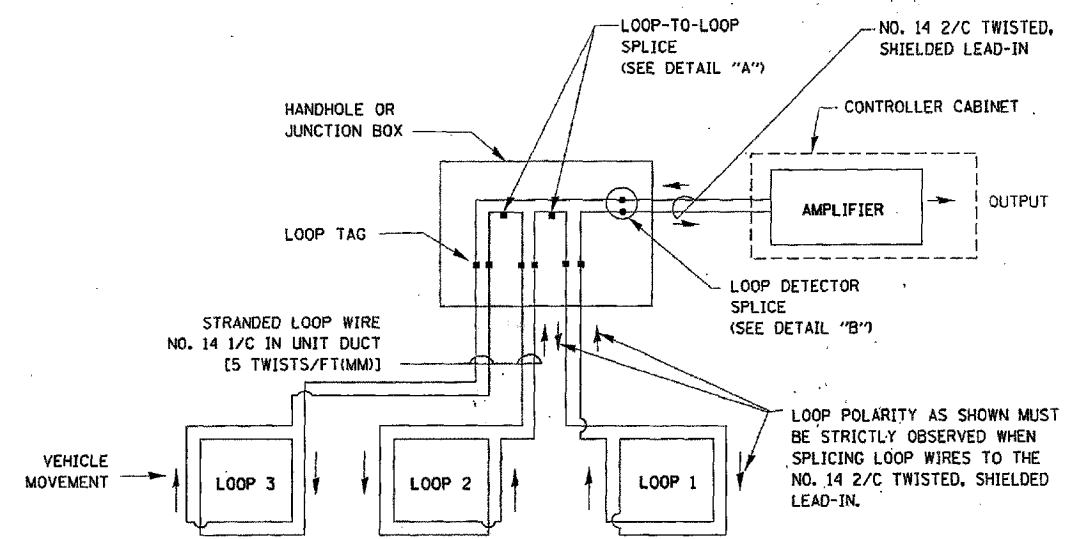 LOOP-TO-LOOP
SPLICE
(SEE DETAIL "A")
NO. 14 2/C TWISTED,
SHIELDED LEAD-IN
HANDHOLE OR
JUNCTION BOX
CONTROLLER CABINET
AMPLIFIER
OUTPUT
LOOP TAG
LOOP DETECTOR
SPLICE
(SEE DETAIL "B")
STRANDED LOOP WIRE
NO. 14 1/C IN UNIT DUCT
[5 TWISTS/FT(MM)]
LOOP POLARITY AS SHOWN MUST
BE STRICTLY OBSERVED WHEN
SPLICING LOOP WIRES TO THE
NO. 14 2/C TWISTED, SHIELDED
LEAD-IN.
VEHICLE
MOVEMENT
LOOP 3
LOOP 2
LOOP 1